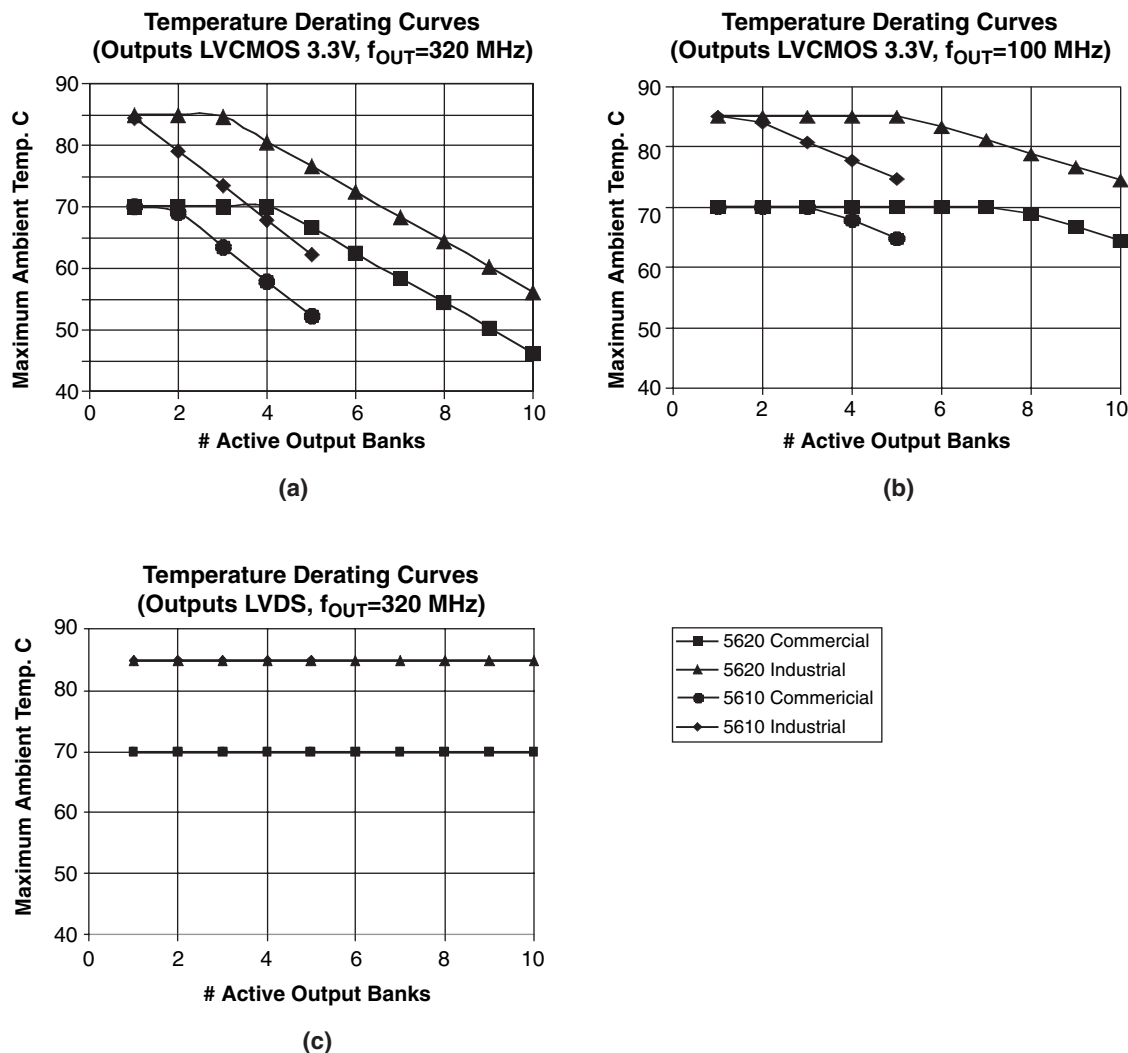 Temperature Derating Curves
(Outputs LVCMOS 3.3V, fOUT=320 MHz)
Maximum Ambient Temp. C
90
80
70
60
50
40
0 2 4 6 8 10
# Active Output Banks
(a)
Temperature Derating Curves
(Outputs LVCMOS 3.3V, fOUT=100 MHz)
Maximum Ambient Temp. C
90
80
70
60
50
40
0 2 4 6 8 10
# Active Output Banks
(b)
Temperature Derating Curves
(Outputs LVDS, fOUT=320 MHz)
Maximum Ambient Temp. C
90
80
70
60
50
40
0 2 4 6 8 10
# Active Output Banks
(c)
5620 Commercial
5620 Industrial
5610 Commericial
5610 Industrial